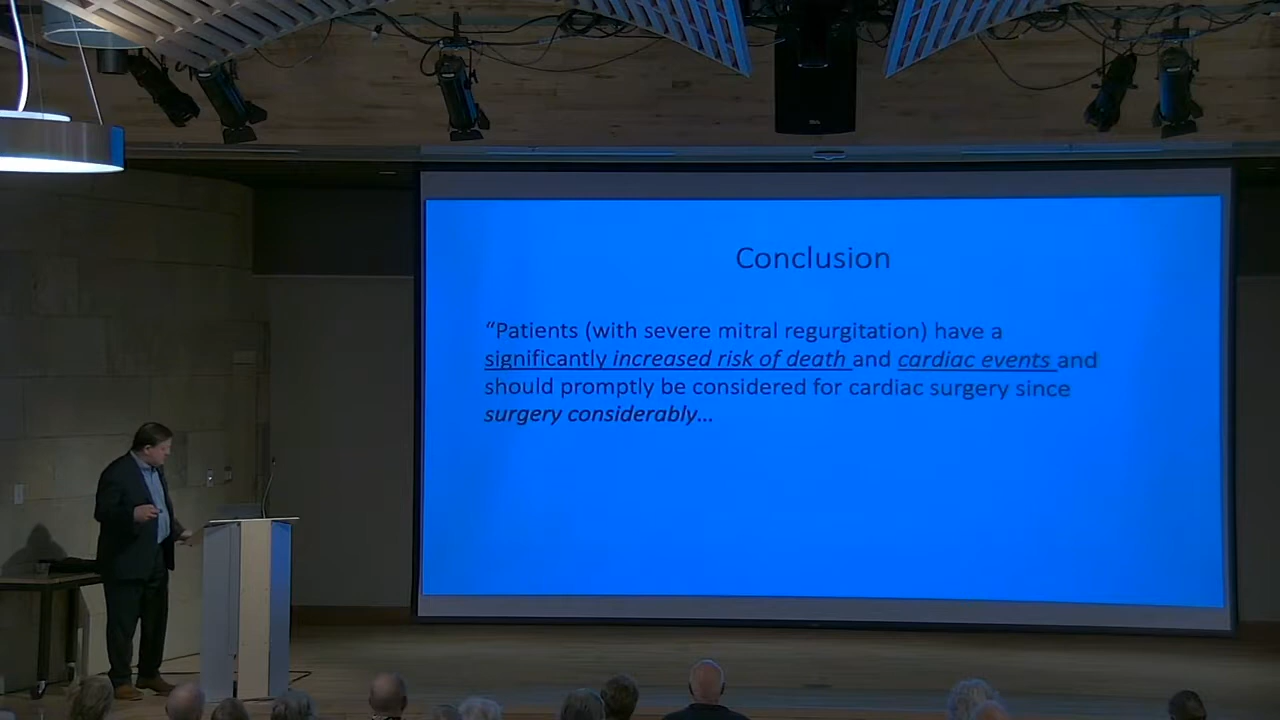 Conclusion
“Patients (with severe mitral regurgitation) have a
significantly increased risk of death and cardiac events and
should promptly be considered for cardiac surgery since
surgery considerably...